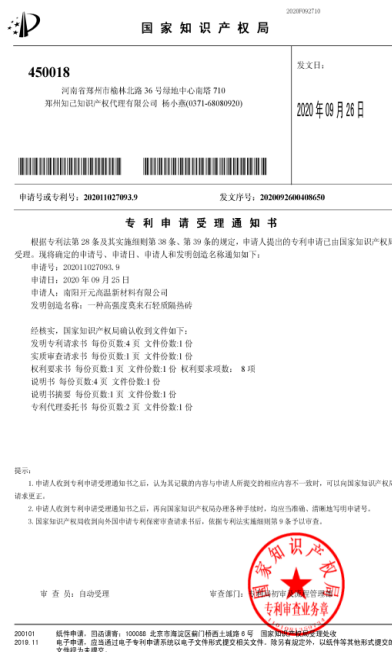 2020F092710
国家知识产权局
450018
河南省郑州市榆林北路 36 号绿地中心南塔 710
郑州知己知识产权代理有限公司 杨小燕(0371-68080920)
发文日:
2020 年 09 月 26 日
申请号或专利号: 202011027093.9
发文序号: 2020092600408650
专利申请受理通知书
根据专利法第 28 条及其实施细则第 38 条、第 39 条的规定,申请人提出的专利申请已由国家知识产权局
受理。现将确定的申请号、申请日、申请人和发明创造名称通知如下:
申请号: 202011027093.9
申请日: 2020 年 09 月 25 日
申请人: 南阳开元高温新材料有限公司
发明创造名称: 一种高强度莫来石轻质隔热砖
经核实,国家知识产权局确认收到文件如下:
发明专利请求书 每份页数:4 页 文件份数:1 份
实质审查请求书 每份页数:1 页 文件份数:1 份
权利要求书 每份页数:1 页 文件份数:1 份 权利要求项数: 8 项
说明书 每份页数:4 页 文件份数:1 份
说明书摘要 每份页数:1 页 文件份数:1 份
专利代理委托书 每份页数:2 页 文件份数:1 份
提示:
1. 申请人收到专利申请受理通知书之后,认为其记载的内容与申请人所提交的相应内容不一致时,可以向国家知识产权局
请求更正。
2. 申请人收到专利申请受理通知书之后,再向国家知识产权局办理各种手续时,均应当准确、清晰地写明申请号。
3. 国家知识产权局收到向外国申请专利保密审查请求书后,依据专利法实施细则第 9 条予以审查。
审 查 员: 自动受理
审查部门:
国家知识产权局
专利审查业务章
200101
2019. 11
纸件申请,回函请寄: 100088 北京市海淀区蓟门桥西土城路 6 号 国家知识产权局受理处收
电子申请,应当通过电子专利申请系统以电子文件形式提交相关文件。除另有规定外,以纸件等其他形式提交的
文件视为未提交。